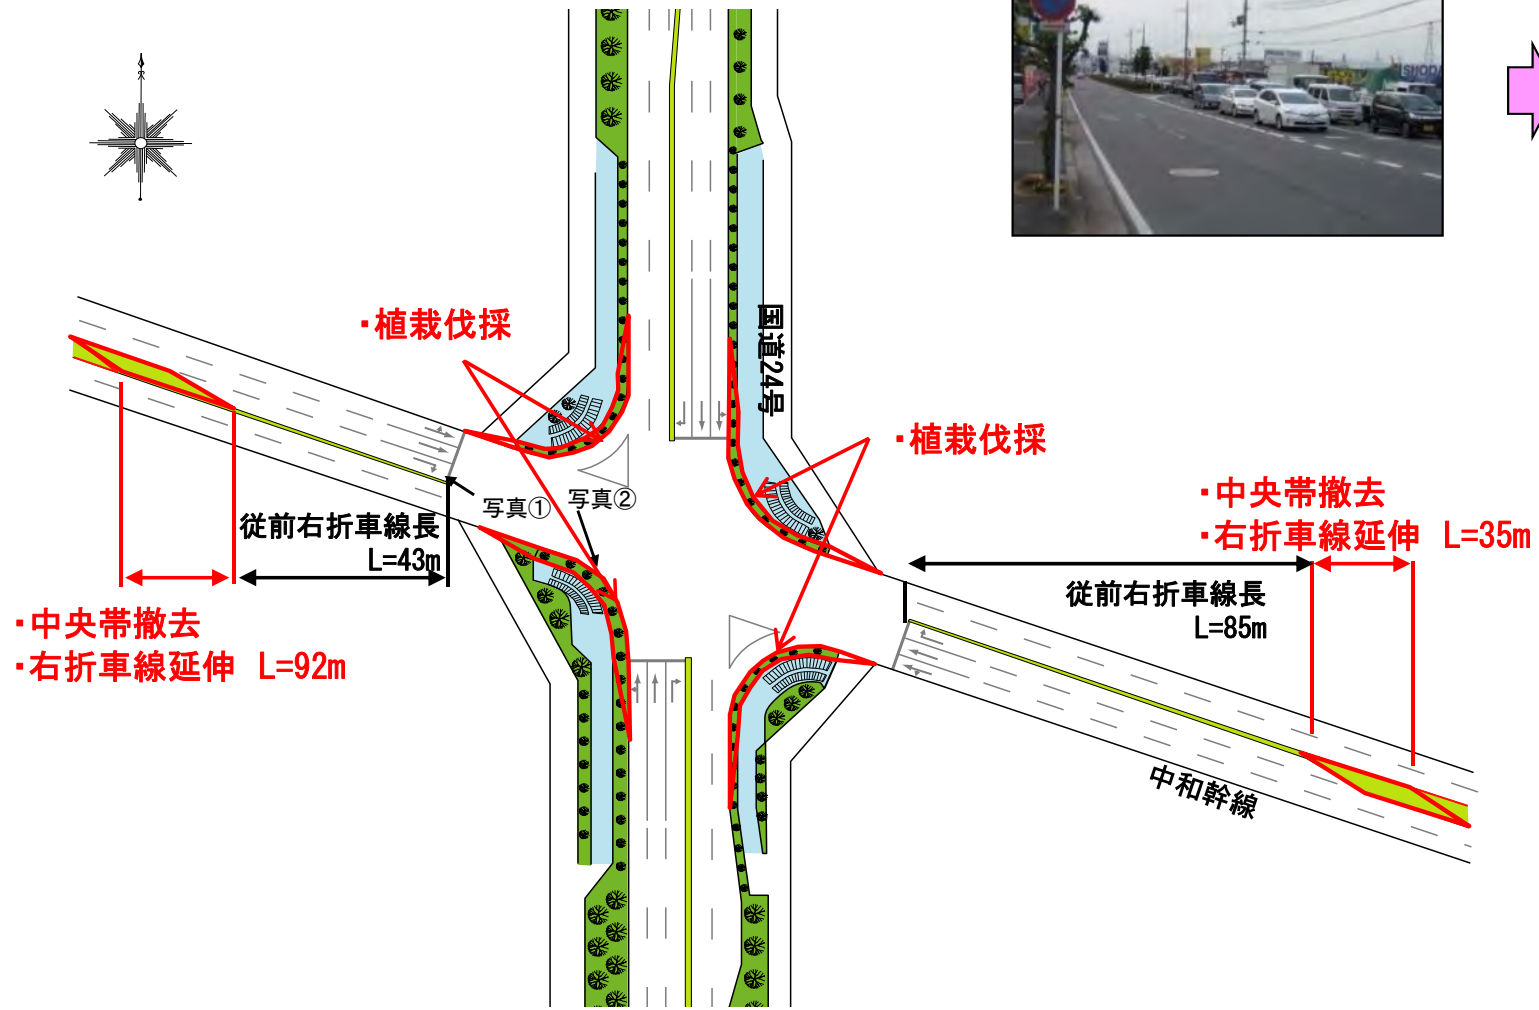 ・植栽伐採
国道24号
・植栽伐採
写真①
写真②
従前右折車線長
L=43m
・中央帯撤去
・右折車線延伸 L=92m
・中央帯撤去
・右折車線延伸 L=35m
従前右折車線長
L=85m
中和幹線